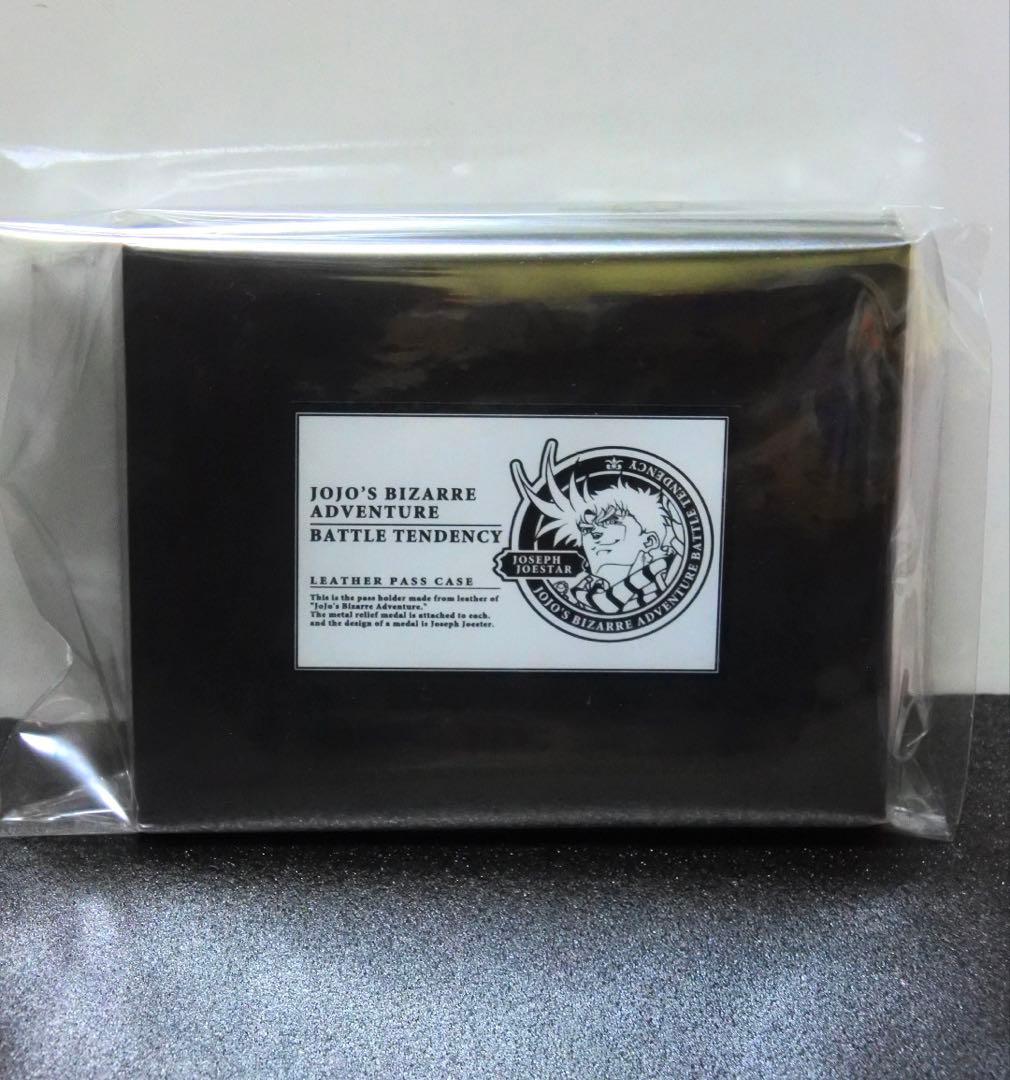 JOJO'S BIZARRE
ADVENTURE
BATTLE TENDENCY
LEATHER PASS CASE
This is the pass holder made from leather of
"JoJo's Bizarre Adventure."
The metal relief medal is attached to each.
and the design of a medal is Joseph Joester.
JOSEPH
JOESTAR
JOJO'S BIZARRE ADVENTURE BATTLE TENDENCY